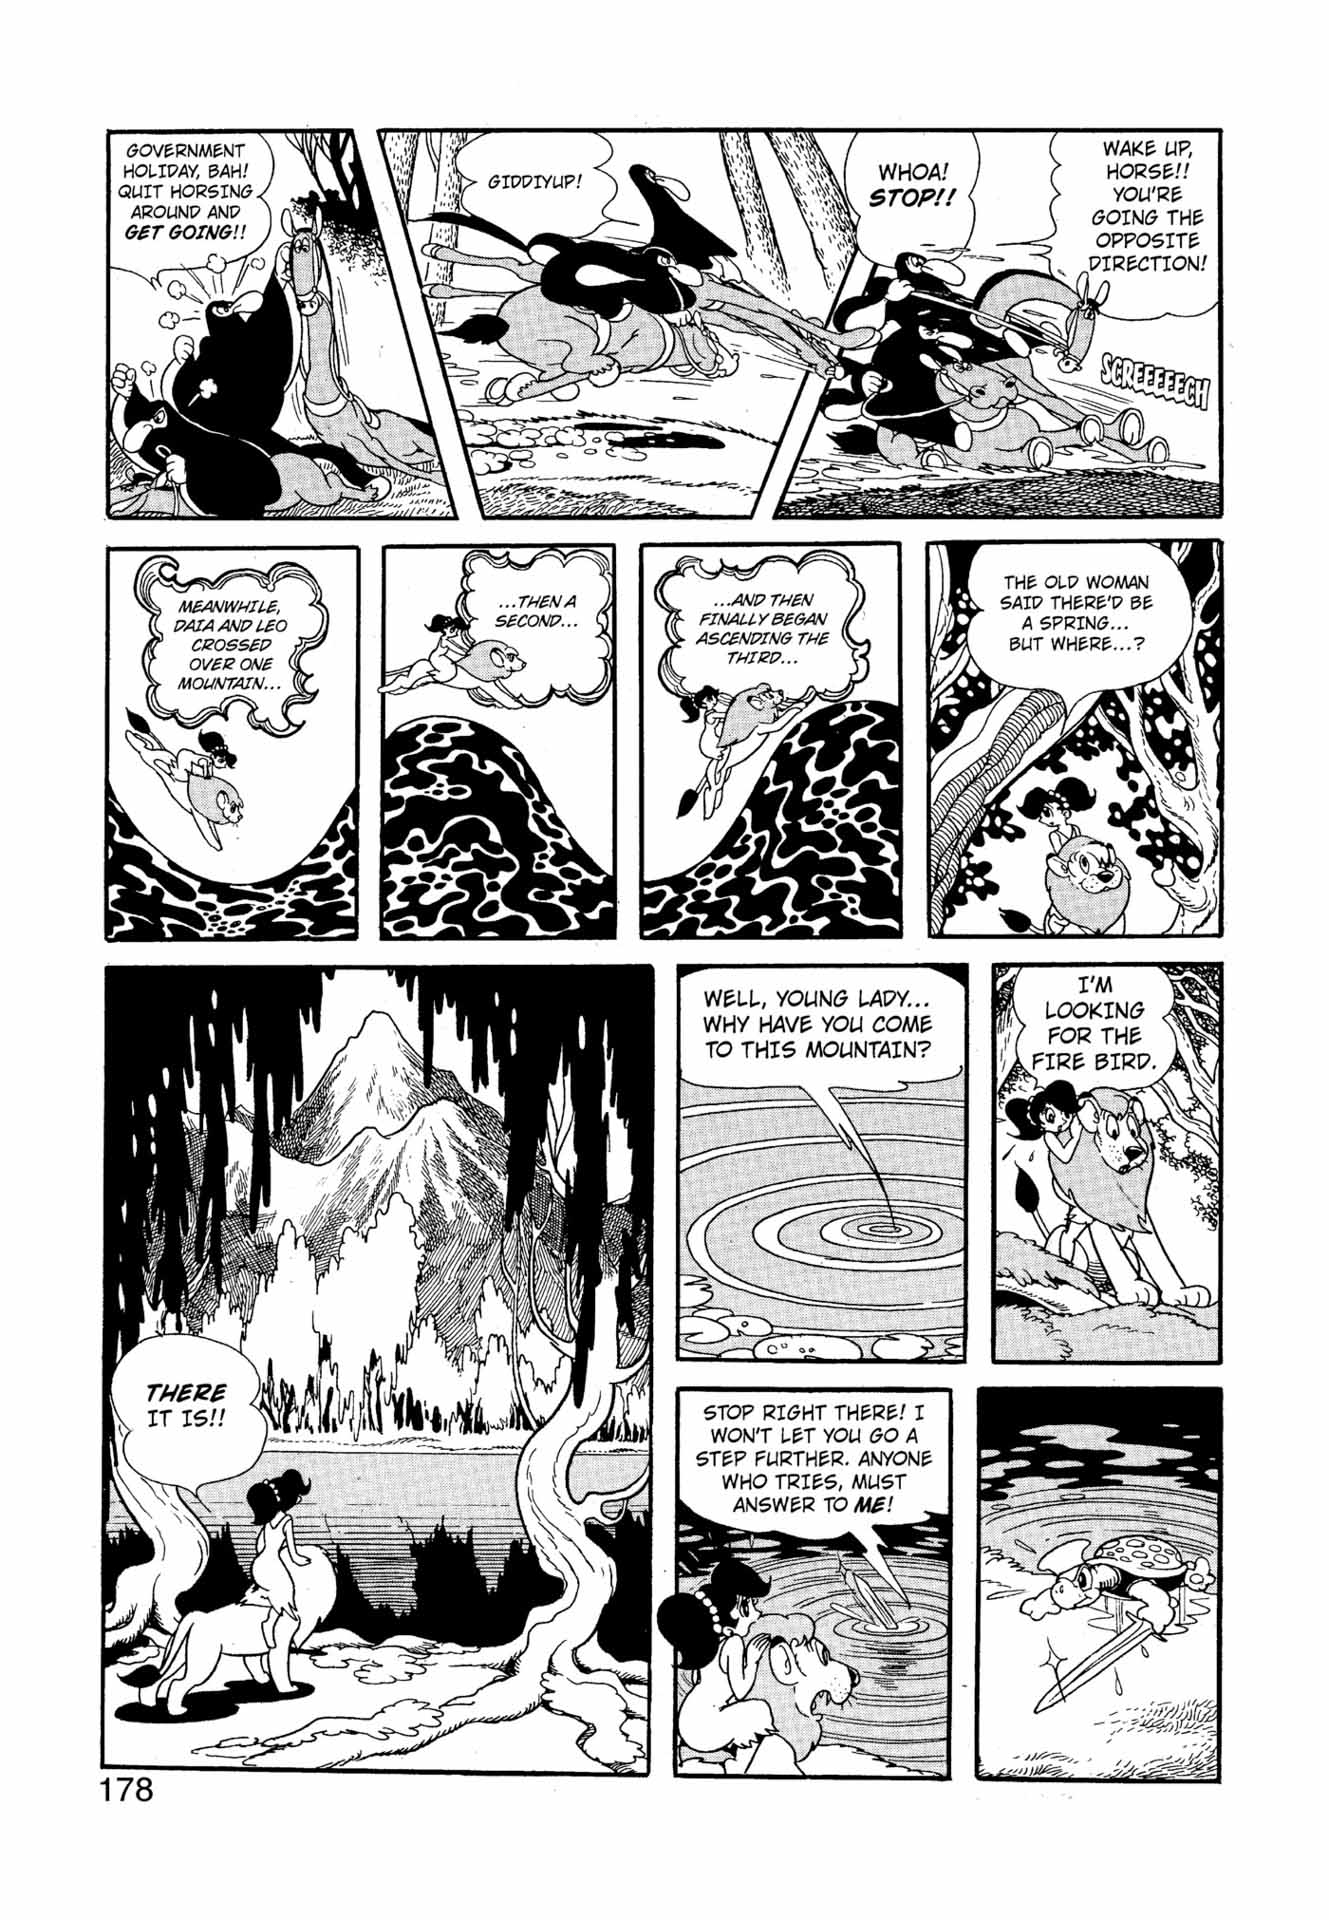 GOVERNMENT
HOLIDAY, BAH!
QUIT HORSING
AROUND AND
GET GOING!!
GIDDIYUP!
WHOA!
STOP!!
WAKE UP,
HORSE!!
YOU'RE
GOING THE
OPPOSITE
DIRECTION!
SCREEEEECH
MEANWHILE,
DAIA AND LEO
CROSSED
OVER ONE
MOUNTAIN...
...THEN A
SECOND...
...AND THEN
FINALLY BEGAN
ASCENDING THE
THIRD...
THE OLD WOMAN
SAID THERE'D BE
A SPRING...
BUT WHERE...?
THERE
IT IS!!
WELL, YOUNG LADY...
WHY HAVE YOU COME
TO THIS MOUNTAIN?
I'M
LOOKING
FOR THE
FIRE BIRD.
STOP RIGHT THERE! I
WON'T LET YOU GO A
STEP FURTHER. ANYONE
WHO TRIES, MUST
ANSWER TO ME!
178